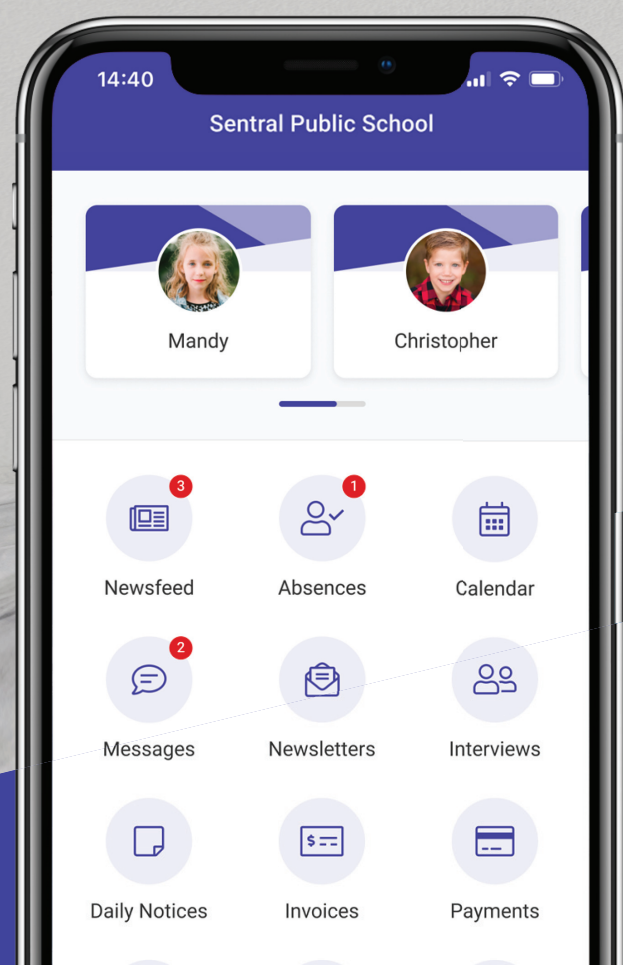 14:40
Sentral Public School
Mandy
Christopher
3
1
Newsfeed
Absences
Calendar
2
Messages
Newsletters
Interviews
$
Daily Notices
Invoices
Payments